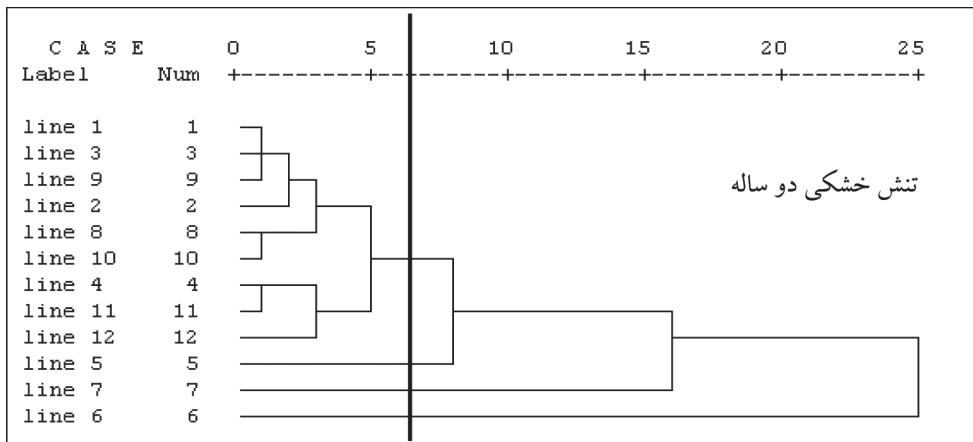 C A S E 0 5 10 15 20 25
Label Num +---------+---------+---------+---------+---------+
line 1 1
line 3 3
line 9 9
تنش خشکی دو ساله
line 2 2
line 8 8
line 10 10
line 4 4
line 11 11
line 12 12
line 5 5
line 7 7
line 6 6